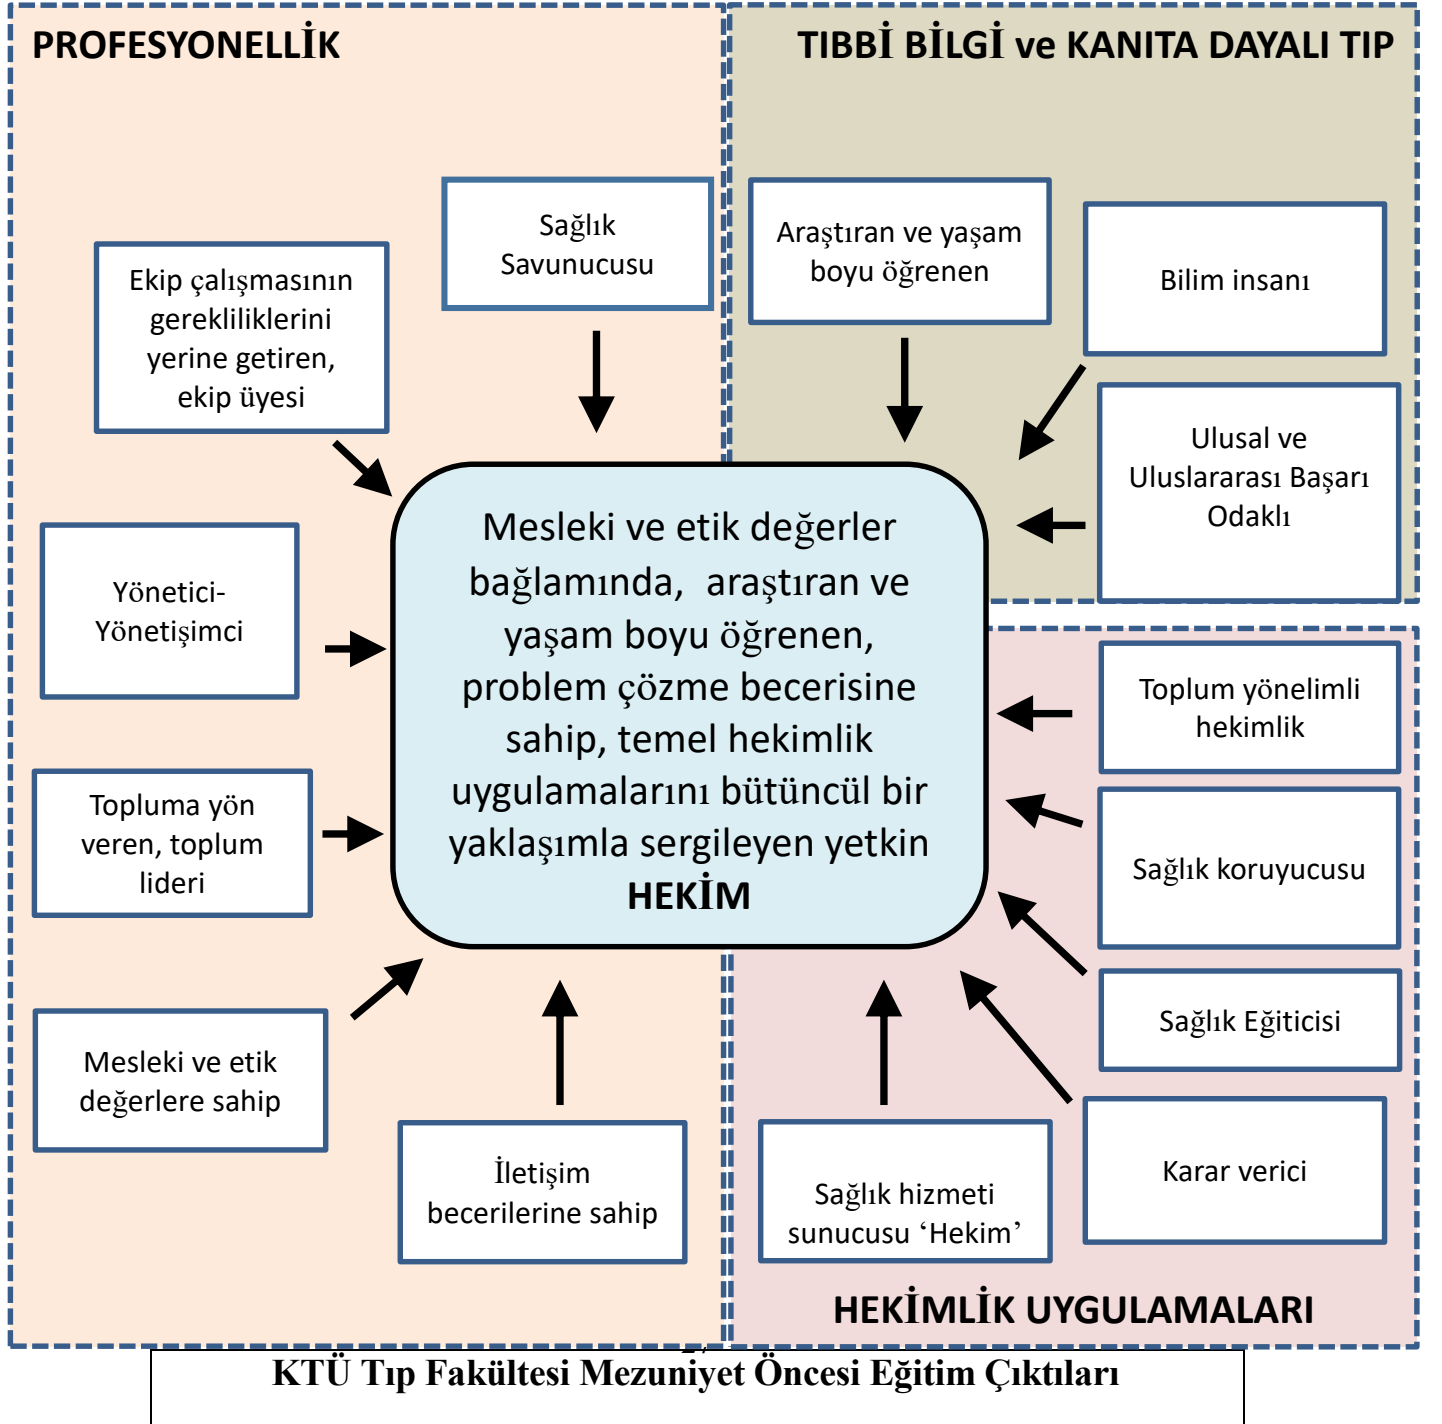 PROFESYONELLİK
TIBBİ BİLGİ ve KANITA DAYALI TIP
Sağlık
Savunucusu
Ekip çalışmasının
gerekliliklerini
yerine getiren,
ekip üyesi
Yönetici-
Yönetişimci
Topluma yön
veren, toplum
lideri
Mesleki ve etik
değerlere sahip
İletişim
becerilerine sahip
Araştıran ve yaşam
boyu öğrenen
Bilim insanı
Ulusal ve
Uluslararası Başarı
Odaklı
Mesleki ve etik değerler
bağlamında, araştıran ve
yaşam boyu öğrenen,
problem çözme becerisine
sahip, temel hekimlik
uygulamalarını bütüncül bir
yaklaşımla sergileyen yetkin
HEKİM
Toplum yönelimli
hekimlik
Sağlık koruyucusu
Sağlık Eğiticisi
Karar verici
Sağlık hizmeti
sunucusu ‘Hekim’
HEKİMLİK UYGULAMALARI
KTÜ Tıp Fakültesi Mezuniyet Öncesi Eğitim Çıktıları